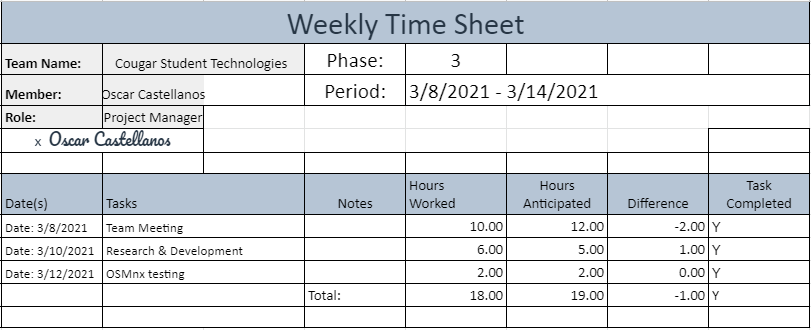 Weekly Time Sheet
Team Name: Cougar Student Technologies Phase: 3
Member: Oscar Castellanos Period: 3/8/2021 - 3/14/2021
Role: Project Manager
x Oscar Castellanos
Date(s) Tasks Notes Hours Worked Hours Anticipated Difference Task Completed
Date: 3/8/2021 Team Meeting 10.00 12.00 -2.00 Y
Date: 3/10/2021 Research & Development 6.00 5.00 1.00 Y
Date: 3/12/2021 OSMnx testing 2.00 2.00 0.00 Y
Total: 18.00 19.00 -1.00 Y